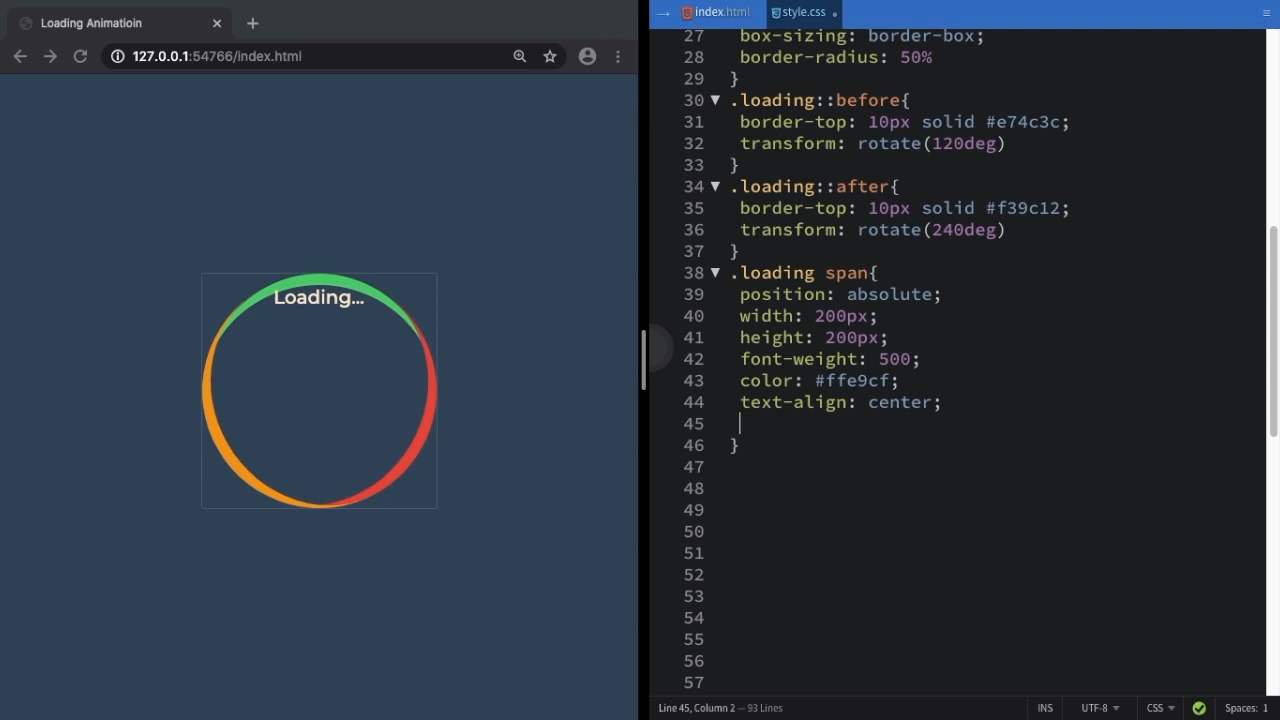 Loading Animatioin
127.0.0.1:54766/index.html
Loading...
index.html
style.css
27 box-sizing: border-box;
28 border-radius: 50%
29 }
30 .loading::before{
31 border-top: 10px solid #e74c3c;
32 transform: rotate(120deg)
33 }
34 .loading::after{
35 border-top: 10px solid #f39c12;
36 transform: rotate(240deg)
37 }
38 .loading span{
39 position: absolute;
40 width: 200px;
41 height: 200px;
42 font-weight: 500;
43 color: #ffe9cf;
44 text-align: center;
45
46 }
47
48
49
50
51
52
53
54
55
56
57
Line 45, Column 2 — 93 Lines
INS
UTF-8
CSS
Spaces: 1